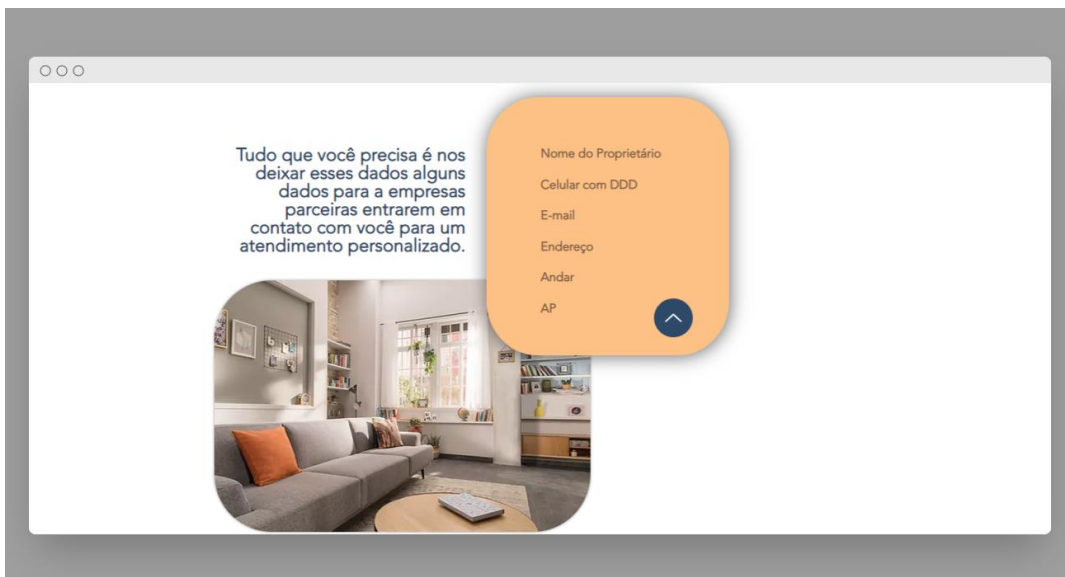 Tudo que você precisa é nos
deixar esses dados alguns
dados para a empresas
parceiras entrarem em
contato com você para um
atendimento personalizado.
Nome do Proprietário
Celular com DDD
E-mail
Endereço
Andar
AP